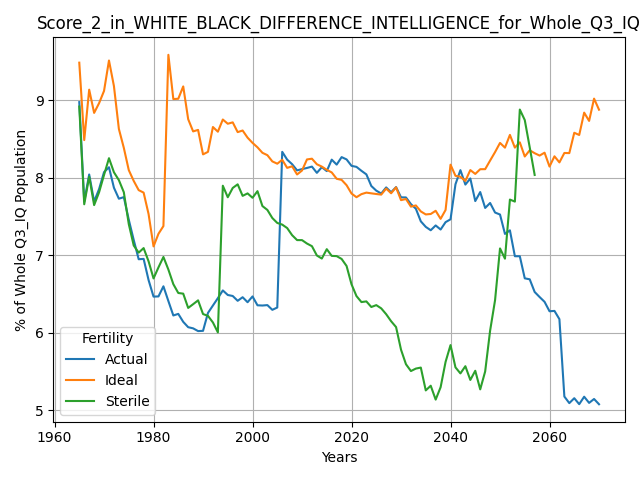 Score_2_in_WHITE_BLACK_DIFFERENCE_INTELLIGENCE_for_Whole_Q3_IQ
% of Whole Q3_IQ Population
9
8
7
6
5
Fertility
Actual
Ideal
Sterile
1960
1980
2000
2020
2040
2060
Years